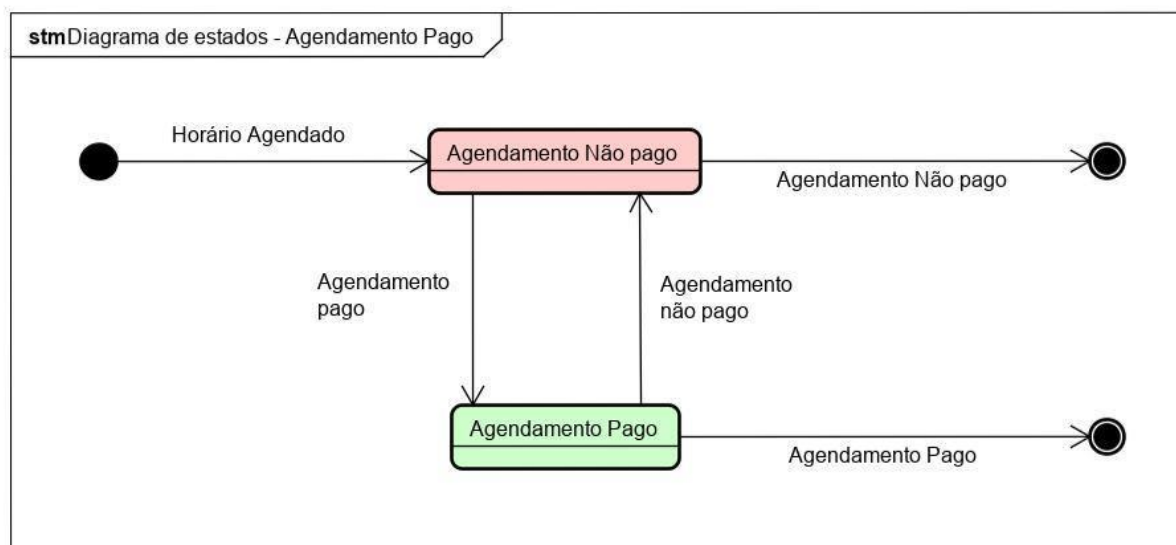 stmDiagrama de estados - Agendamento Pago
Horário Agendado
Agendamento Não pago
Agendamento Não pago
Agendamento
pago
Agendamento
não pago
Agendamento Pago
Agendamento Pago